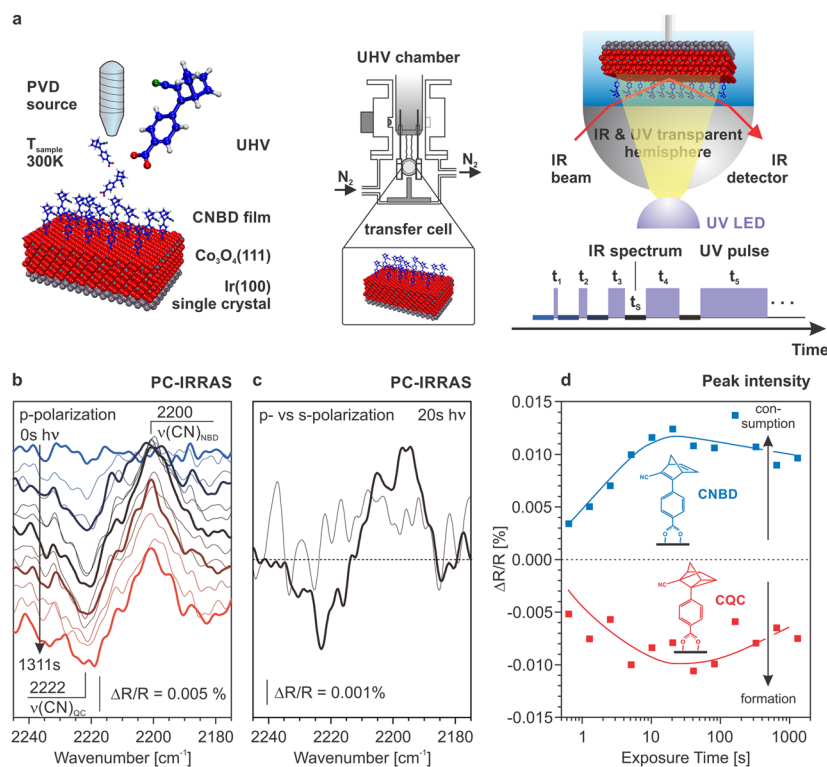 a
PVD
source
T sample
300K
UHV
CNBD film
Co3O4(111)
Ir(100)
single crystal
UHV chamber
N2
N2
transfer cell
IR & UV transparent
hemisphere
IR
beam
IR
detector
UV LED
IR spectrum
UV pulse
t1
t2
t3
tS
t4
t5
· · ·
Time
b
PC-IRRAS
p-polarization
0s hν
2200
ν(CN)NBD
1311s
2222
ν(CN)QC
ΔR/R = 0.005 %
2240 2220 2200 2180
Wavenumber [cm-1]
c
PC-IRRAS
p- vs s-polarization
20s hν
ΔR/R = 0.001%
2240 2220 2200 2180
Wavenumber [cm-1]
d
Peak intensity
0.015
0.010
0.005
0.000
-0.005
-0.010
-0.015
ΔR/R [%]
con-
sumption
NC
CNBD
O O
NC
CQC
O O
formation
1 10 100 1000
Exposure Time [s]